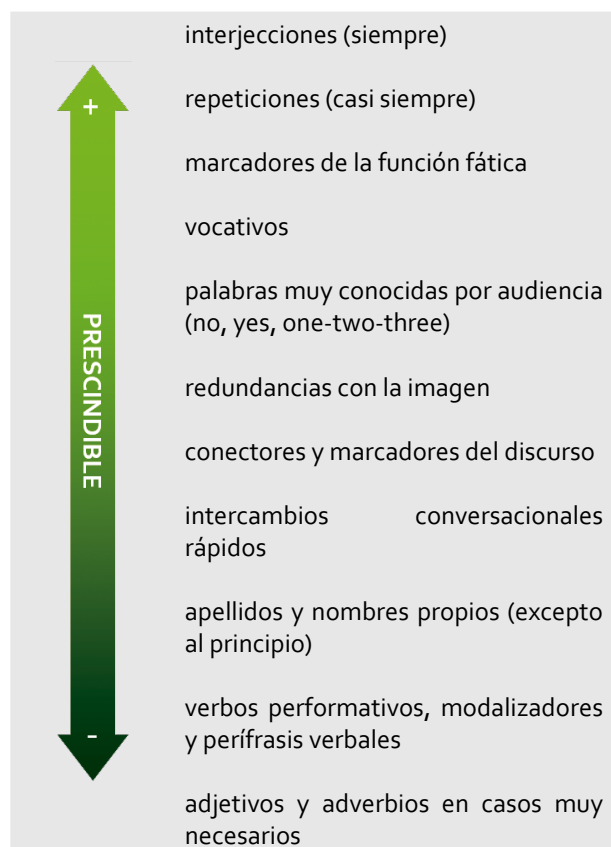 interjecciones (siempre)
+
repeticiones (casi siempre)
marcadores de la función fática
vocativos
palabras muy conocidas por audiencia
(no, yes, one-two-three)
PRESCINDIBLE
redundancias con la imagen
conectores y marcadores del discurso
intercambios conversacionales
rápidos
apellidos y nombres propios (excepto
al principio)
verbos performativos, modalizadores
y perífrasis verbales
-
adjetivos y adverbios en casos muy
necesarios